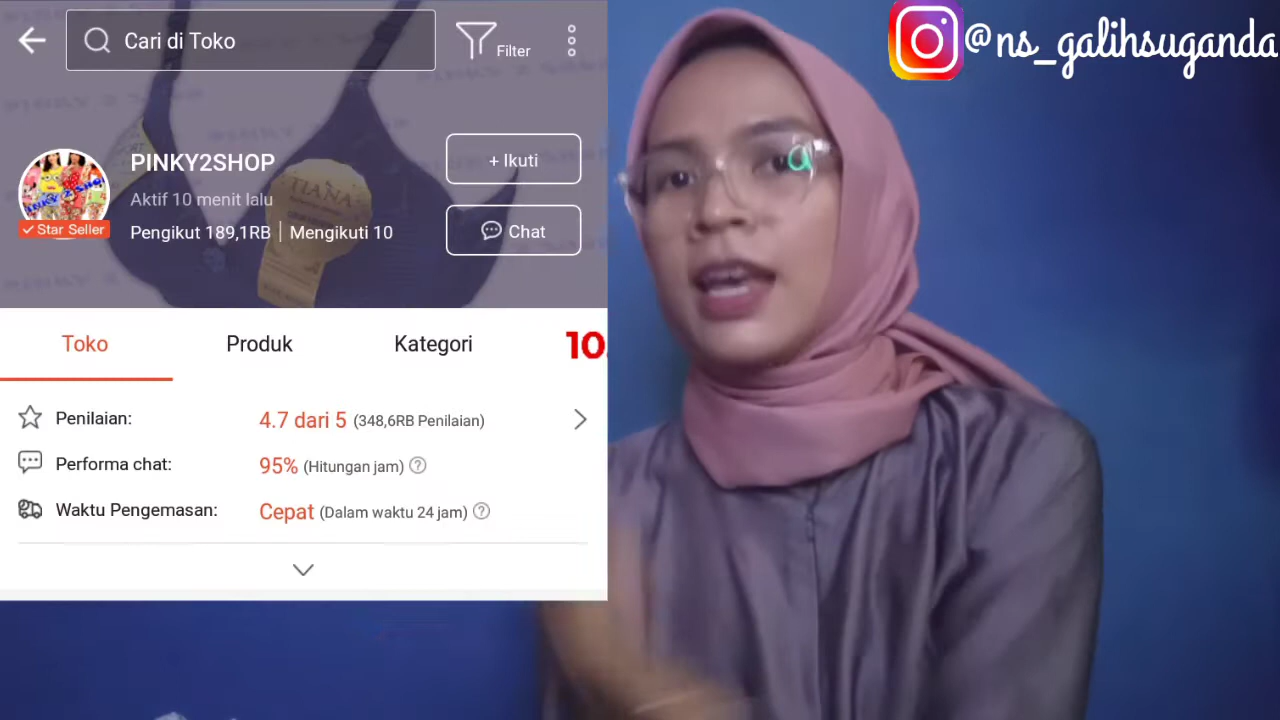 Cari di Toko
Filter
@ns_galihsuganda
PINKY2SHOP
+ Ikuti
Aktif 10 menit lalu
Star Seller
Pengikut 189,1RB | Mengikuti 10
Chat
TIANA
Toko
Produk
Kategori
10
Penilaian:
4.7 dari 5 (348,6RB Penilaian)
Performa chat:
95% (Hitungan jam) ?
Waktu Pengemasan:
Cepat (Dalam waktu 24 jam) ?